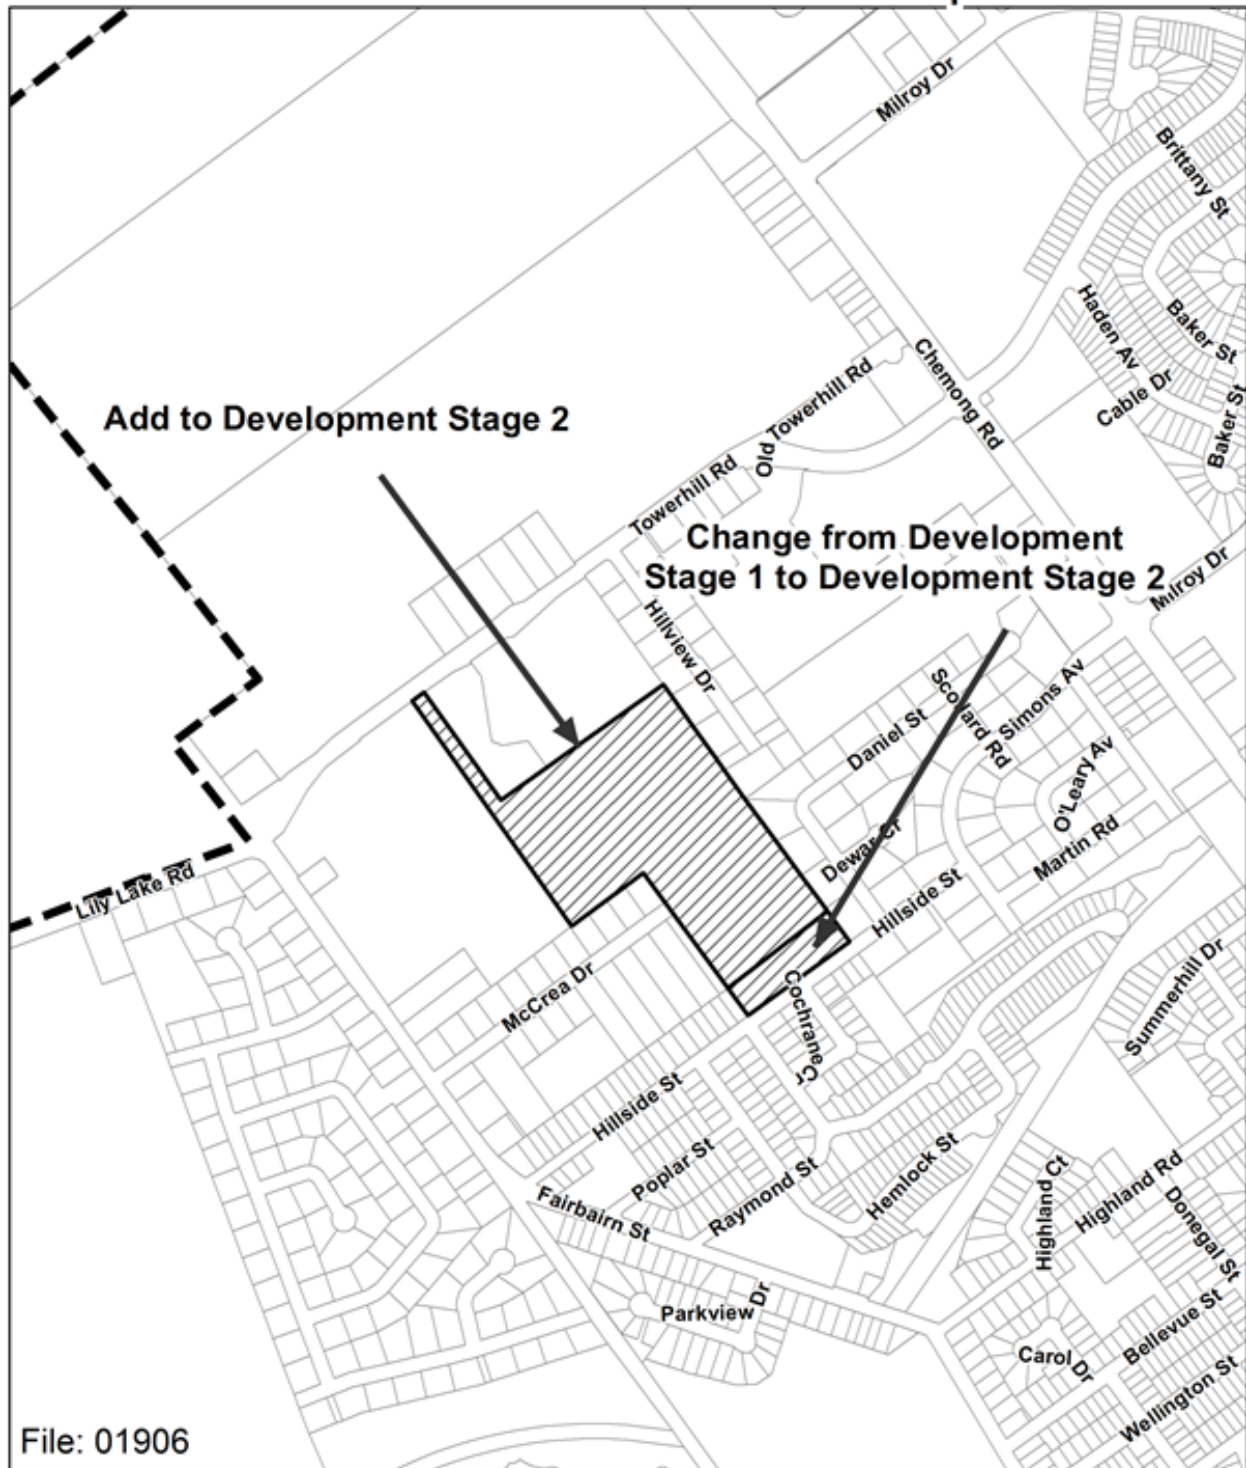 Milroy Dr
Brittany St
Haden Av
Baker St
Cable Dr
Baker St
Chemong Rd
Old Towerhill Rd
Towerhill Rd
Add to Development Stage 2
Change from Development
Stage 1 to Development Stage 2
Milroy Dr
Hillview Dr
Scollard Rd
Simons Av
Daniel St
O'Leary Av
Martin Rd
Dewar Cr
Hillside St
Lily Lake Rd
McCrea Dr
Cochrane Cr
Summerhill Dr
Hillside St
Poplar St
Raymond St
Hemlock St
Fairbairn St
Highland Ct
Highland Rd
Donegal St
Parkview Dr
Carol Dr
Bellevue St
Wellington St
File: 01906